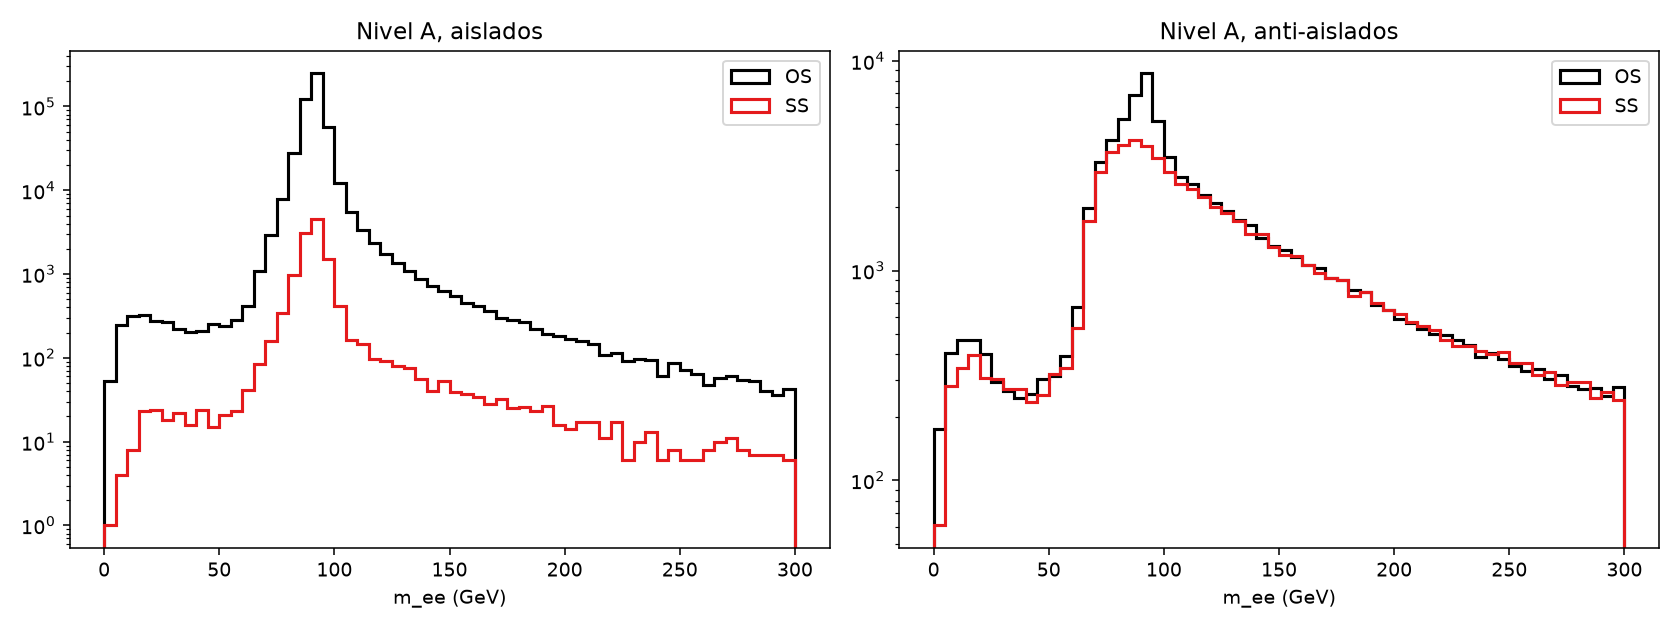 Nivel A, aislados
OS
SS
10^5
10^4
10^3
10^2
10^1
10^0
0 50 100 150 200 250 300
m_ee (GeV)
Nivel A, anti-aislados
OS
SS
10^4
10^3
10^2
0 50 100 150 200 250 300
m_ee (GeV)